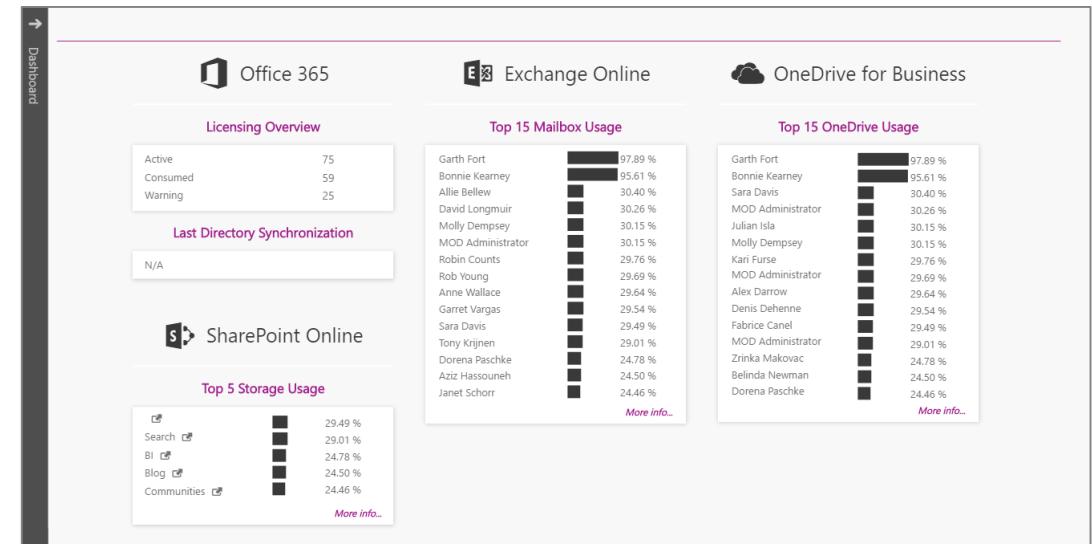 Dashboard
Office 365
Licensing Overview
Active 75
Consumed 59
Warning 25
Last Directory Synchronization
N/A
SharePoint Online
Top 5 Storage Usage
29.49 %
Search 29.01 %
BI 24.78 %
Blog 24.50 %
Communities 24.46 %
More info...
Exchange Online
Top 15 Mailbox Usage
Garth Fort 97.89 %
Bonnie Kearney 95.61 %
Allie Bellew 30.40 %
David Longmuir 30.26 %
Molly Dempsey 30.15 %
MOD Administrator 30.15 %
Robin Counts 29.76 %
Rob Young 29.69 %
Anne Wallace 29.64 %
Garret Vargas 29.54 %
Sara Davis 29.49 %
Tony Krijnen 29.01 %
Dorena Paschke 24.78 %
Aziz Hassouneh 24.50 %
Janet Schorr 24.46 %
More info...
OneDrive for Business
Top 15 OneDrive Usage
Garth Fort 97.89 %
Bonnie Kearney 95.61 %
Sara Davis 30.40 %
MOD Administrator 30.26 %
Julian Isla 30.15 %
Molly Dempsey 30.15 %
Kari Furse 29.76 %
MOD Administrator 29.69 %
Alex Darrow 29.64 %
Denis Dehenne 29.54 %
Fabrice Canel 29.49 %
MOD Administrator 29.01 %
Zrinka Makovac 24.78 %
Belinda Newman 24.50 %
Dorena Paschke 24.46 %
More info...